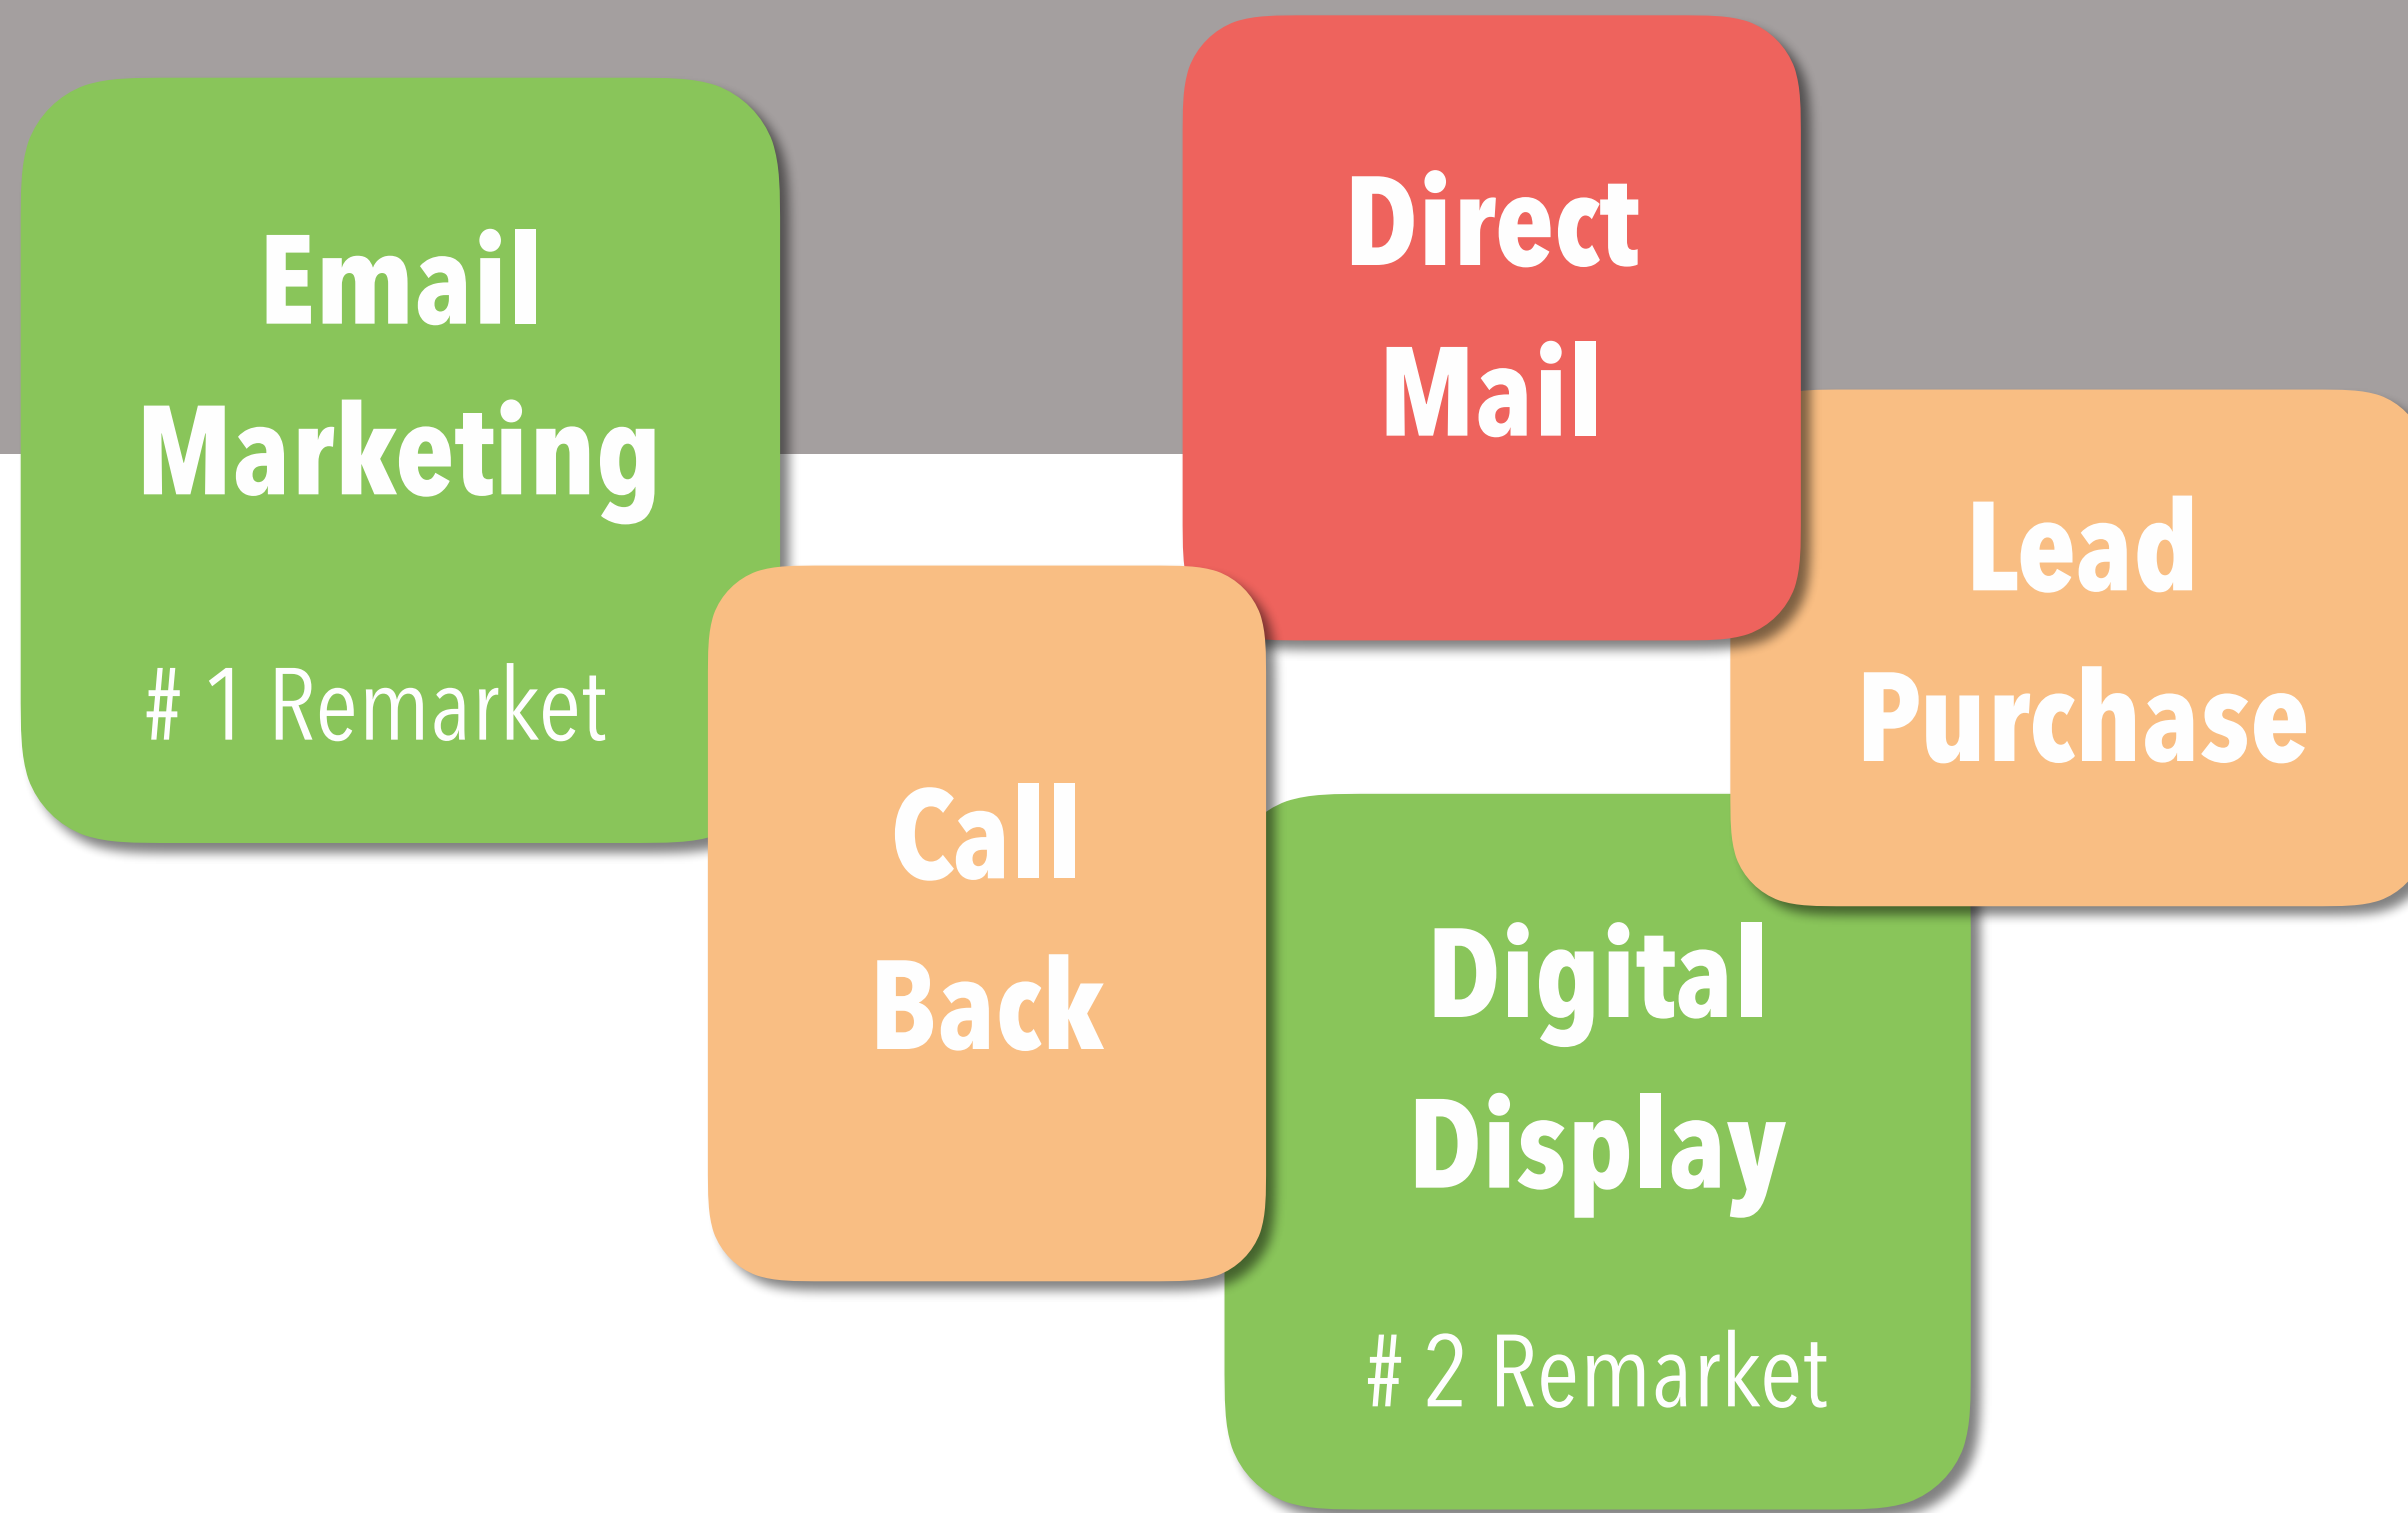 Email
Marketing
# 1 Remarket
Direct
Mail
Lead
Purchase
Call
Back
Digital
Display
# 2 Remarket